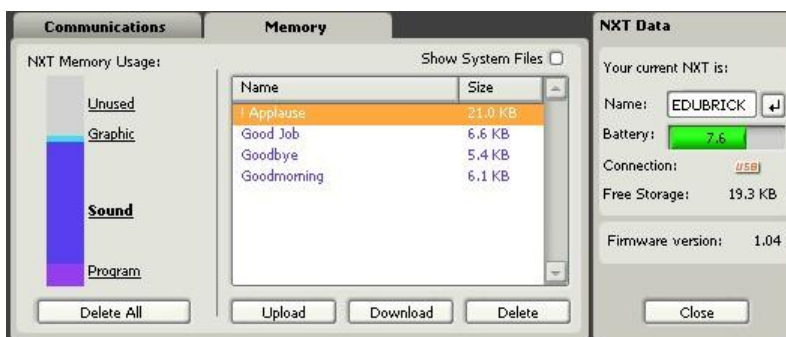 Communications
Memory
NXT Memory Usage:
Unused
Graphic
Sound
Program
Delete All
Show System Files
Name Size
! Applause 21.0 KB
Good Job 6.6 KB
Goodbye 5.4 KB
Goodmorning 6.1 KB
Upload Download Delete
NXT Data
Your current NXT is:
Name: EDUBRICK
Battery: 7.6
Connection: USB
Free Storage: 19.3 KB
Firmware version: 1.04
Close